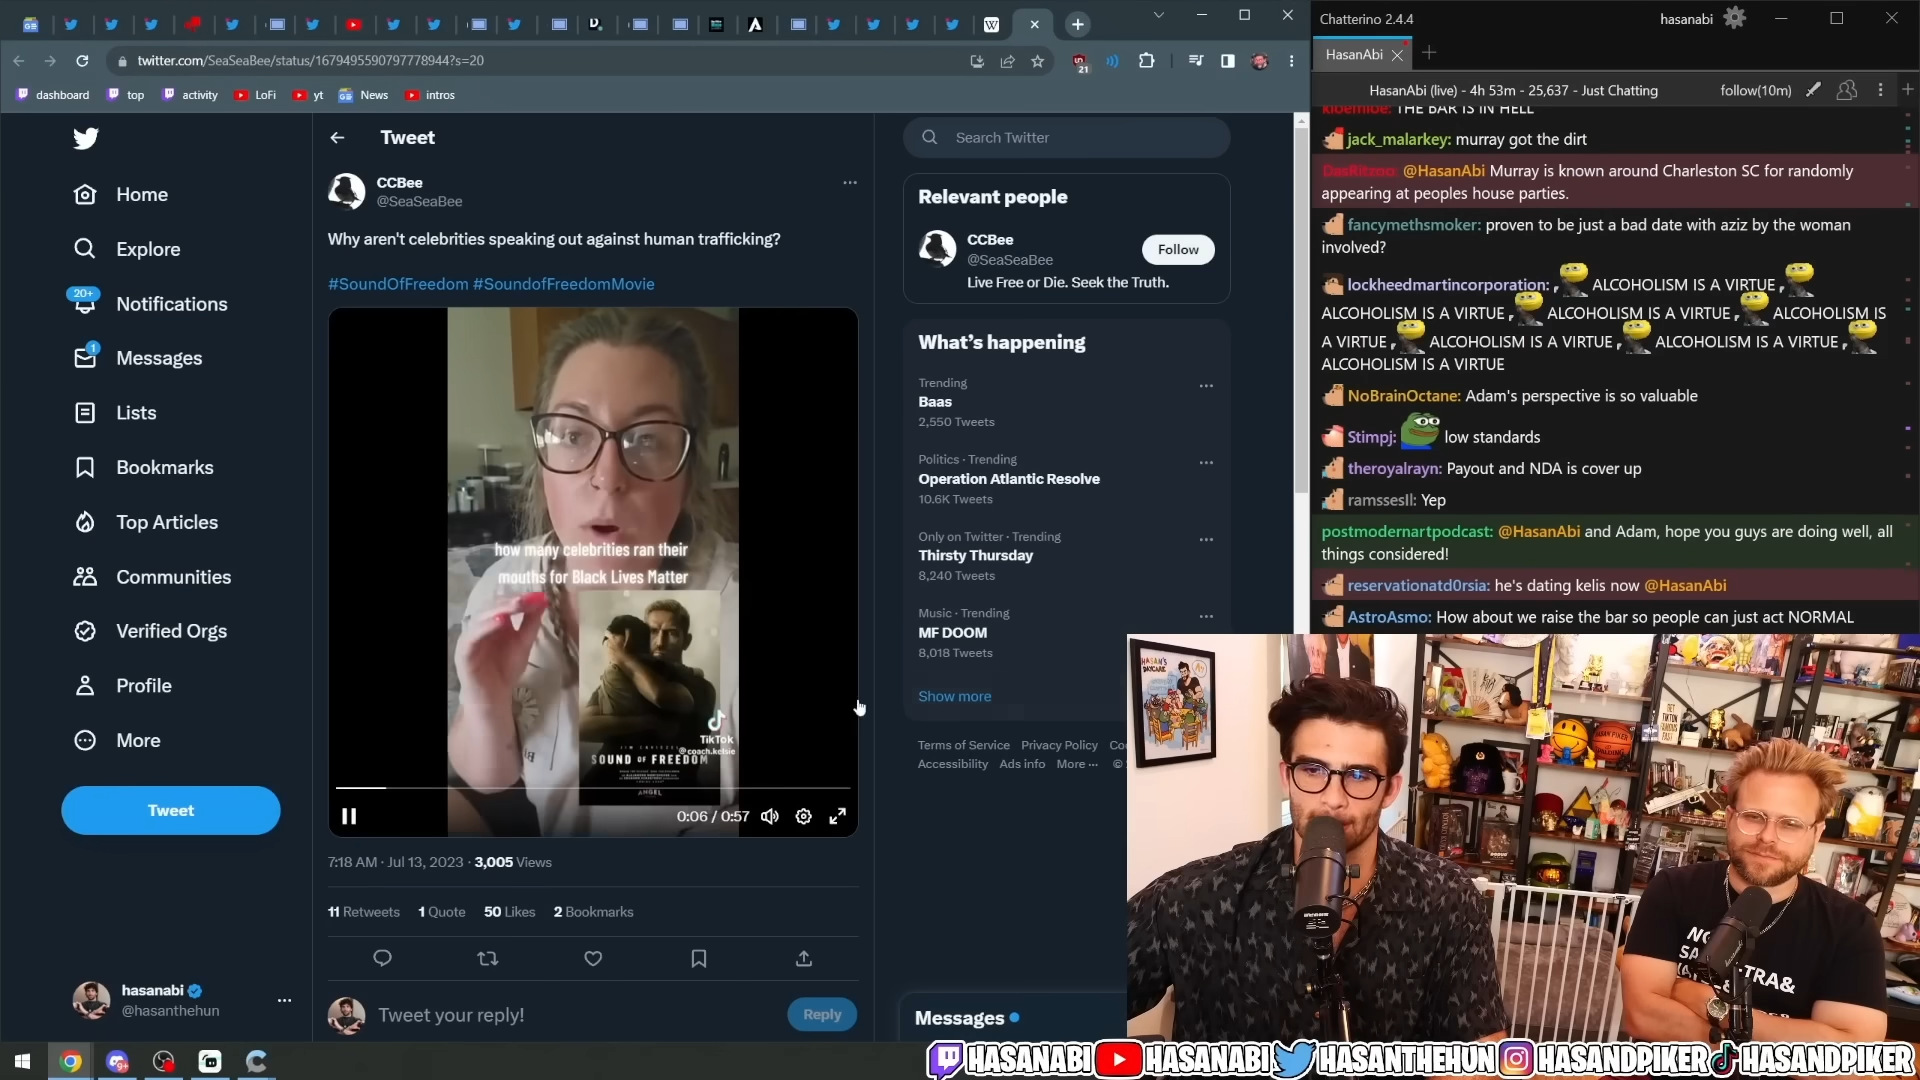 twitter.com/SeaSeaBee/status/1679495590797778944?s=20
21
dashboard
top
activity
LoFi
yt
News
intros
Home
Explore
20+
Notifications
1
Messages
Lists
Bookmarks
Top Articles
Communities
Verified Orgs
Profile
More
Tweet
hasanabi
@hasanthehun
Tweet
CCBee
@SeaSeaBee
Why aren't celebrities speaking out against human trafficking?
#SoundOfFreedom #SoundofFreedomMovie
how many celebrities ran their
mouths for Black Lives Matter
TikTok
@coach.kelsie
SOUND OF FREEDOM
ANGEL
0:06 / 0:57
7:18 AM · Jul 13, 2023 · 3,005 Views
11 Retweets 1 Quote 50 Likes 2 Bookmarks
Tweet your reply!
Reply
Search Twitter
Relevant people
CCBee
@SeaSeaBee
Follow
Live Free or Die. Seek the Truth.
What's happening
Trending
Baas
2,550 Tweets
Politics · Trending
Operation Atlantic Resolve
10.6K Tweets
Only on Twitter · Trending
Thirsty Thursday
8,240 Tweets
Music · Trending
MF DOOM
8,018 Tweets
Show more
Terms of Service Privacy Policy
Accessibility Ads info More ··· ©
Messages
Chatterino 2.4.4
hasanabi
HasanAbi
HasanAbi (live) - 4h 53m - 25,637 - Just Chatting
follow(10m)
THE BAR IS IN HELL
jack_malarkey: murray got the dirt
@HasanAbi Murray is known around Charleston SC for randomly
appearing at peoples house parties.
fancymethsmoker: proven to be just a bad date with aziz by the woman
involved?
lockheedmartincorporation: , ALCOHOLISM IS A VIRTUE ,
ALCOHOLISM IS A VIRTUE , ALCOHOLISM IS A VIRTUE , ALCOHOLISM IS
A VIRTUE , ALCOHOLISM IS A VIRTUE , ALCOHOLISM IS A VIRTUE ,
ALCOHOLISM IS A VIRTUE
NoBrainOctane: Adam's perspective is so valuable
Stimpj: low standards
theroyalrayn: Payout and NDA is cover up
ramssesll: Yep
postmodernartpodcast: @HasanAbi and Adam, hope you guys are doing well, all
things considered!
reservationatd0rsia: he's dating kelis now @HasanAbi
AstroAsmo: How about we raise the bar so people can just act NORMAL
HASANABI HASANABI HASANTHEHUN HASANDPIKER HASANDPIKER